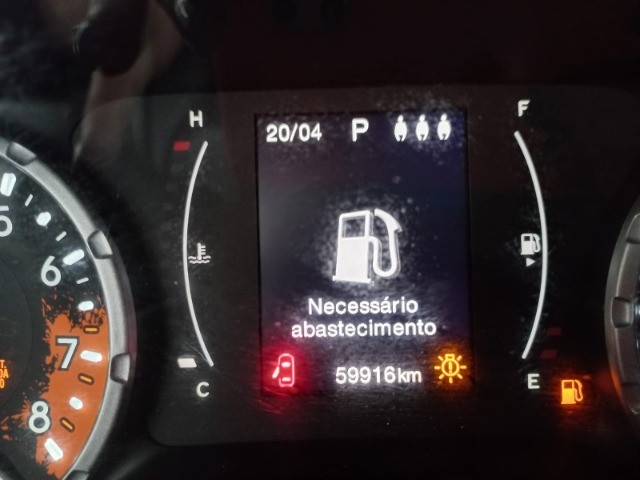 H
F
20/04 P
5
6
7
8
Necessário
abastecimento
59916km
C
E